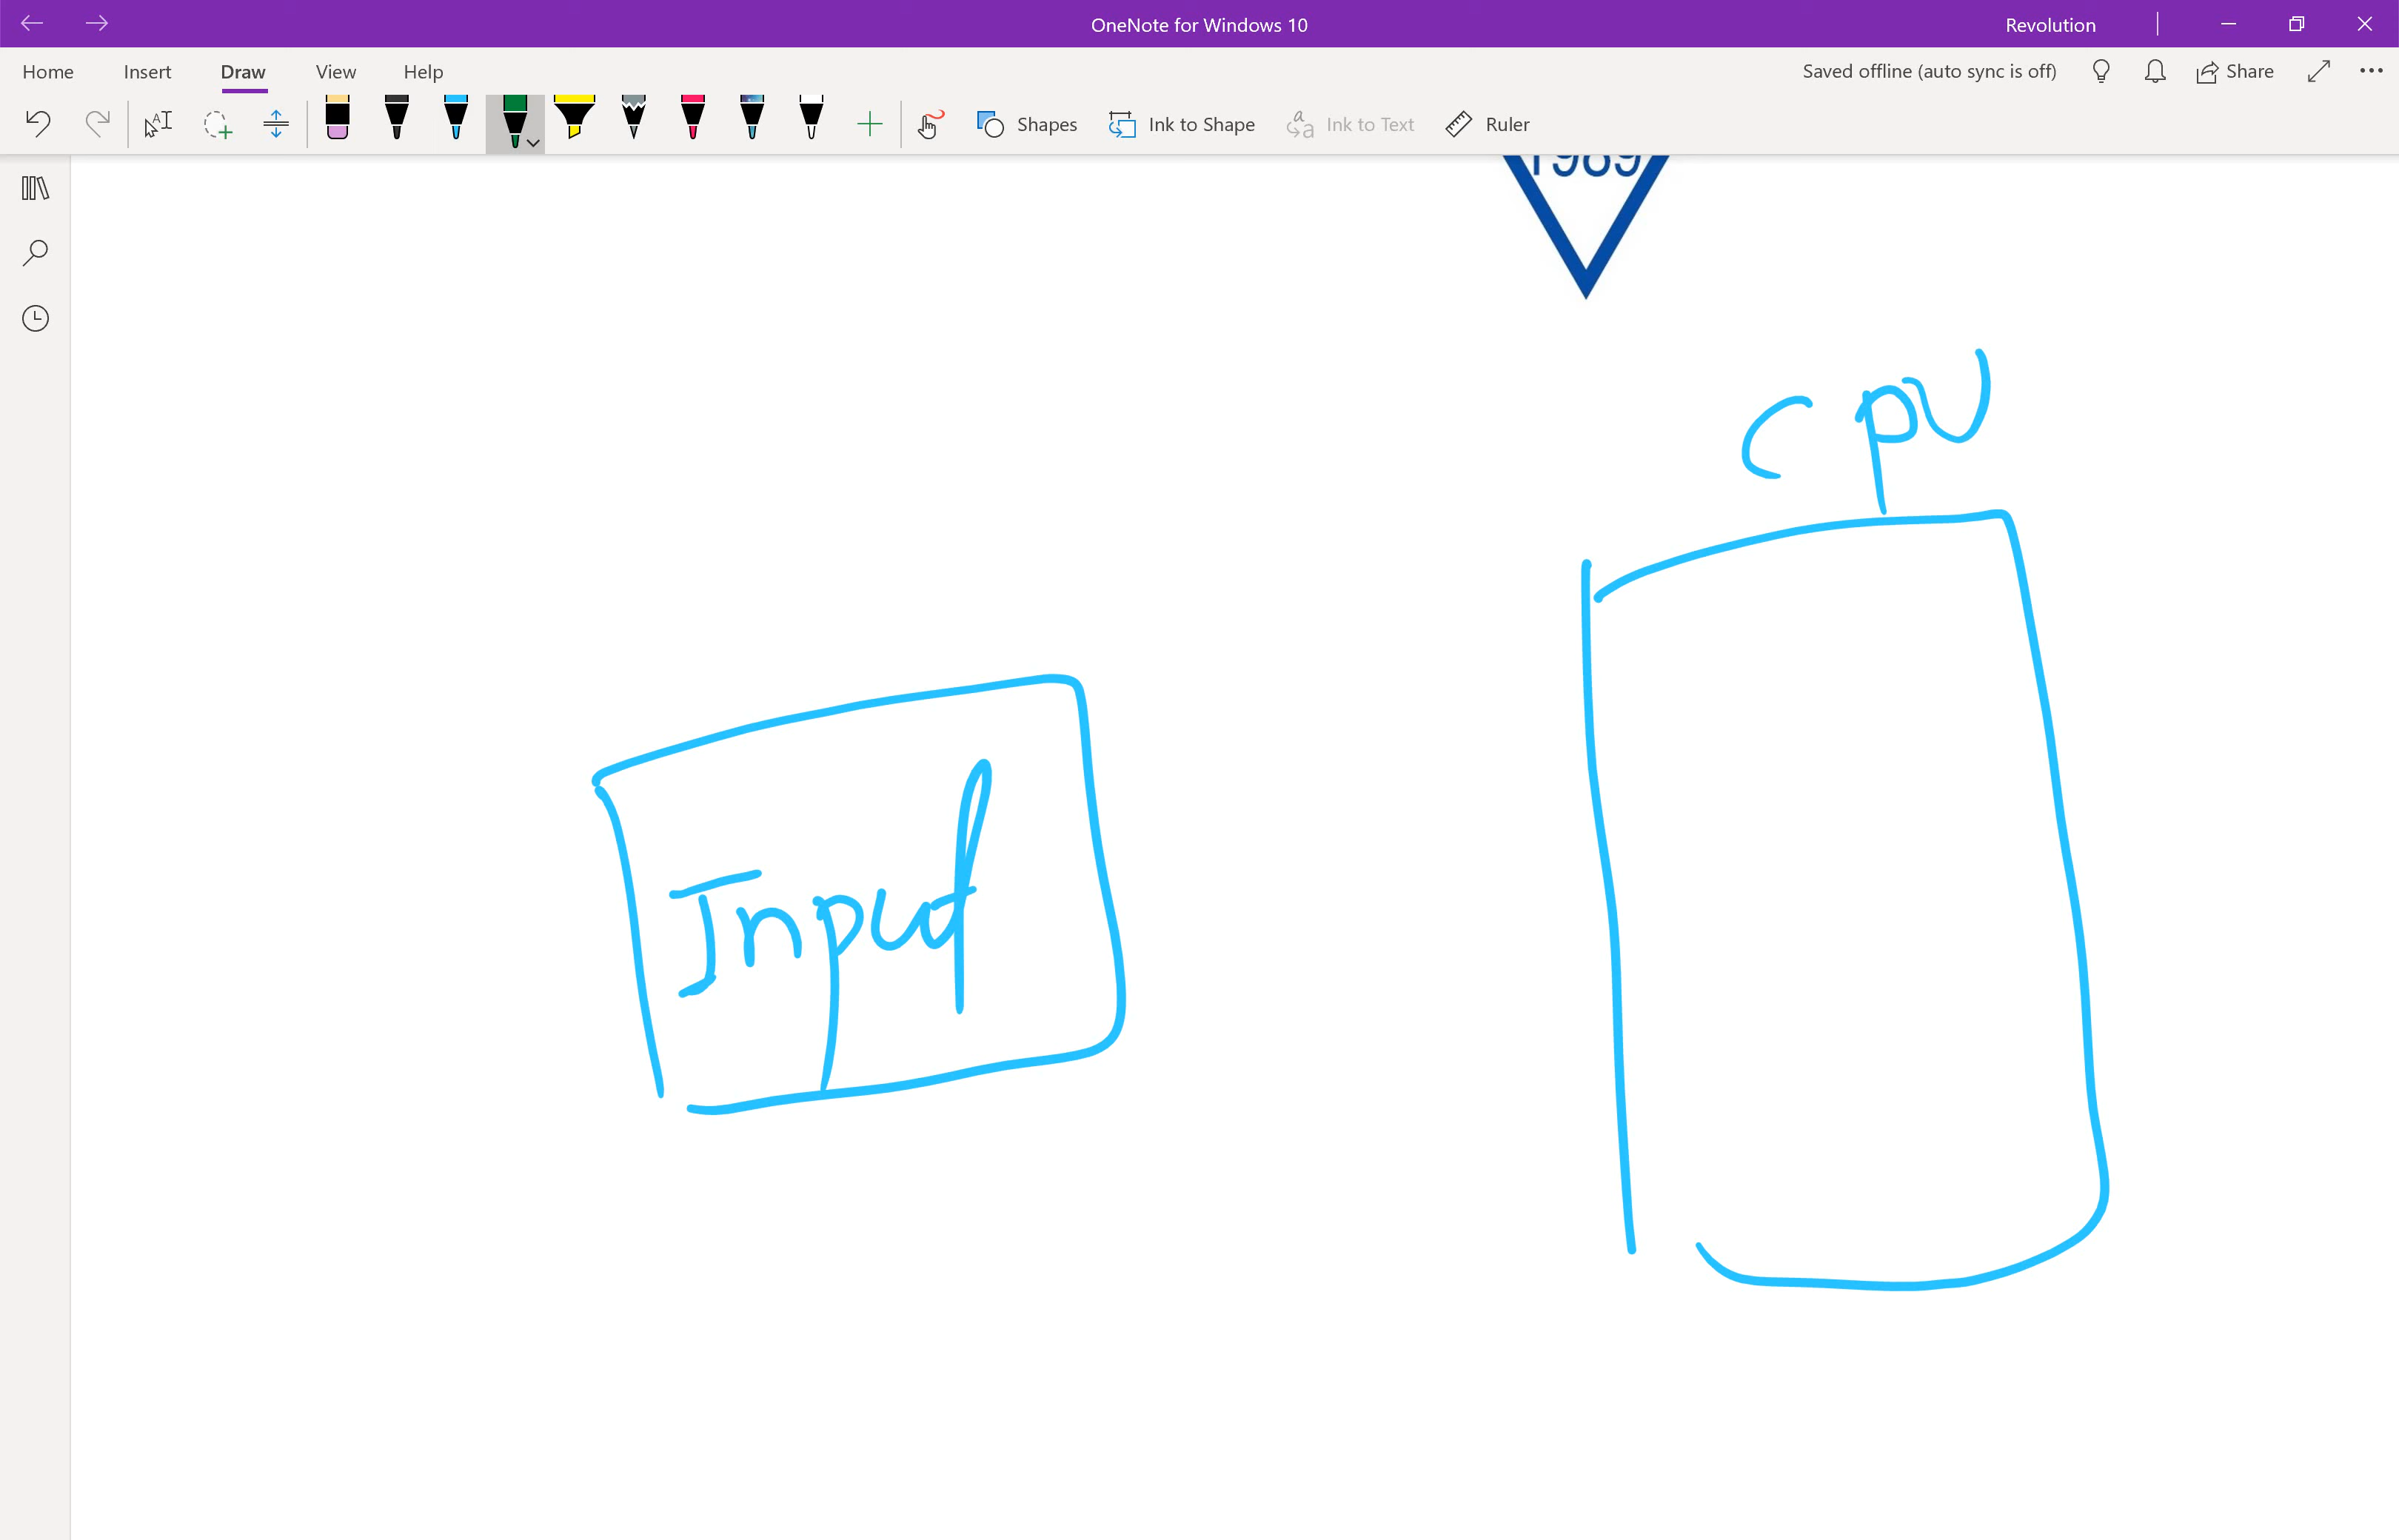 OneNote for Windows 10
Revolution
Home Insert Draw View Help
Saved offline (auto sync is off) Share
Shapes Ink to Shape Ink to Text Ruler
1989
Cpu
Input